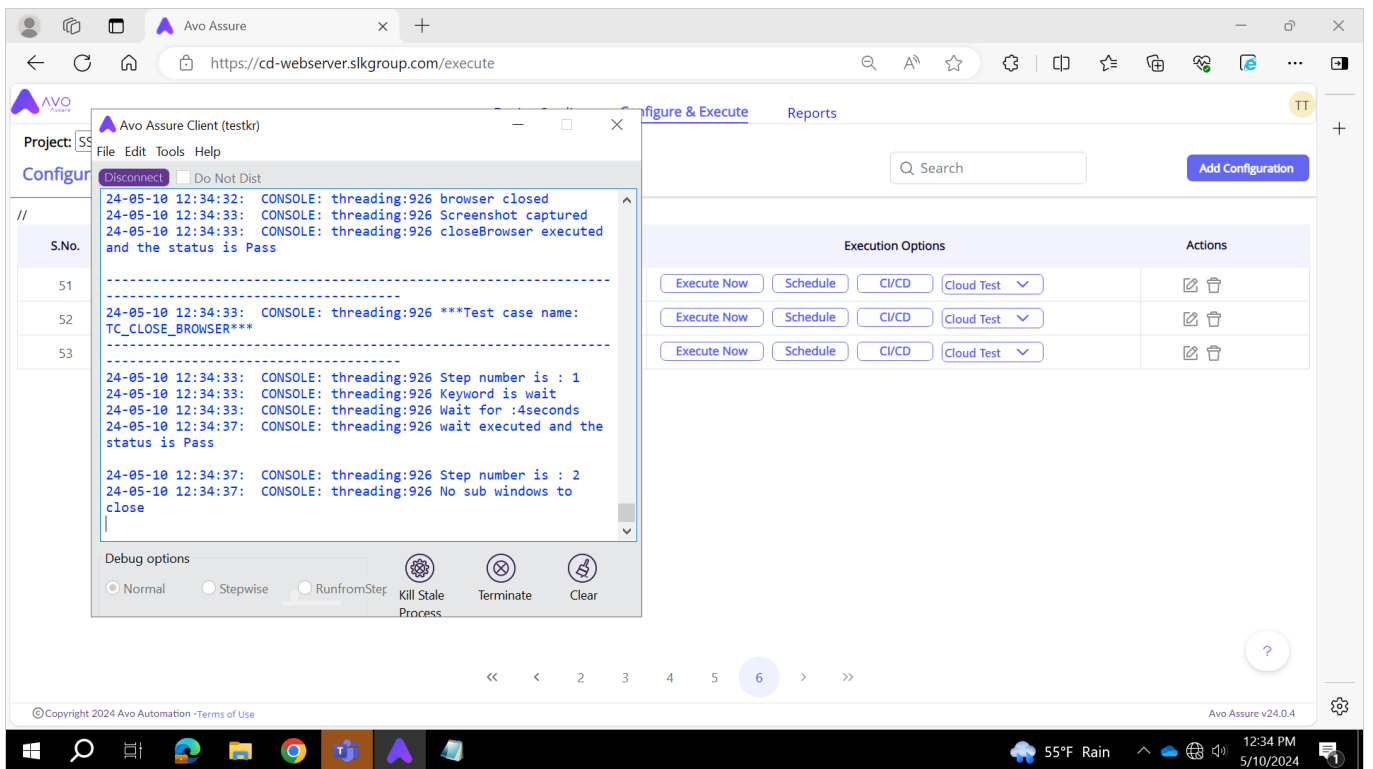 Avo Assure
https://cd-webserver.slkgroup.com/execute
AVO
Assure
nfigure & Execute
Reports
TT
Project: SS
Configur
Search
Add Configuration
//
S.No.
Execution Options
Actions
51
Execute Now Schedule CI/CD Cloud Test
52
Execute Now Schedule CI/CD Cloud Test
53
Execute Now Schedule CI/CD Cloud Test
Avo Assure Client (testkr)
File Edit Tools Help
Disconnect Do Not Dist
24-05-10 12:34:32: CONSOLE: threading:926 browser closed
24-05-10 12:34:33: CONSOLE: threading:926 Screenshot captured
24-05-10 12:34:33: CONSOLE: threading:926 closeBrowser executed
and the status is Pass
------------------------------------------------------------------
--------------------------------------
24-05-10 12:34:33: CONSOLE: threading:926 ***Test case name:
TC_CLOSE_BROWSER***
------------------------------------------------------------------
--------------------------------------
24-05-10 12:34:33: CONSOLE: threading:926 Step number is : 1
24-05-10 12:34:33: CONSOLE: threading:926 Keyword is wait
24-05-10 12:34:33: CONSOLE: threading:926 Wait for :4seconds
24-05-10 12:34:37: CONSOLE: threading:926 wait executed and the
status is Pass
24-05-10 12:34:37: CONSOLE: threading:926 Step number is : 2
24-05-10 12:34:37: CONSOLE: threading:926 No sub windows to
close
Debug options
Normal Stepwise RunfromStep
Kill Stale
Process
Terminate
Clear
?
<< < 2 3 4 5 6 > >>
©Copyright 2024 Avo Automation -Terms of Use
Avo Assure v24.0.4
55°F Rain
12:34 PM
5/10/2024
1